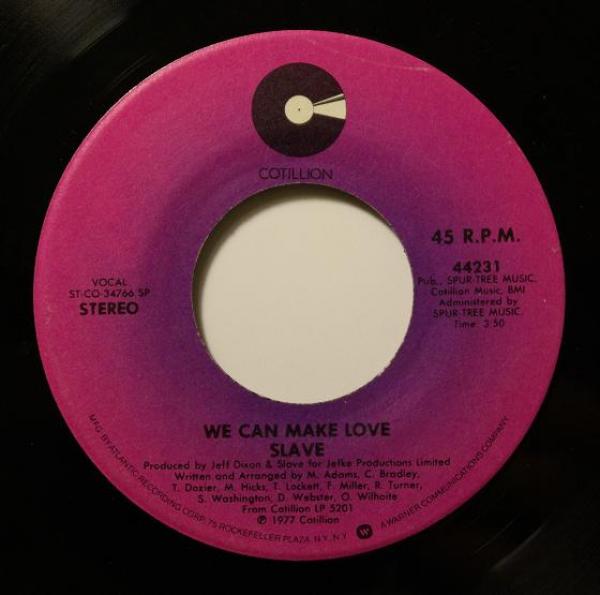 COTILLION
45 R.P.M.
44231
Pub., SPUR-TREE MUSIC,
Cotillion Music, BMI
Administered by
SPUR-TREE MUSIC.
Time: 3:50
VOCAL
ST-CO-34766 SP
STEREO
WE CAN MAKE LOVE
SLAVE
Produced by Jeff Dixon & Slave for Jefke Productions Limited
Written and Arranged by M. Adams, C. Bradley,
T. Dozier, M. Hicks, T. Lockett, F. Miller, R. Turner,
S. Washington, D. Webster, O. Wilhoite
From Cotillion LP 5201
℗ 1977 Cotillion
MFG. BY ATLANTIC RECORDING CORP., 75 ROCKEFELLER PLAZA, N.Y., N.Y. W A WARNER COMMUNICATIONS COMPANY